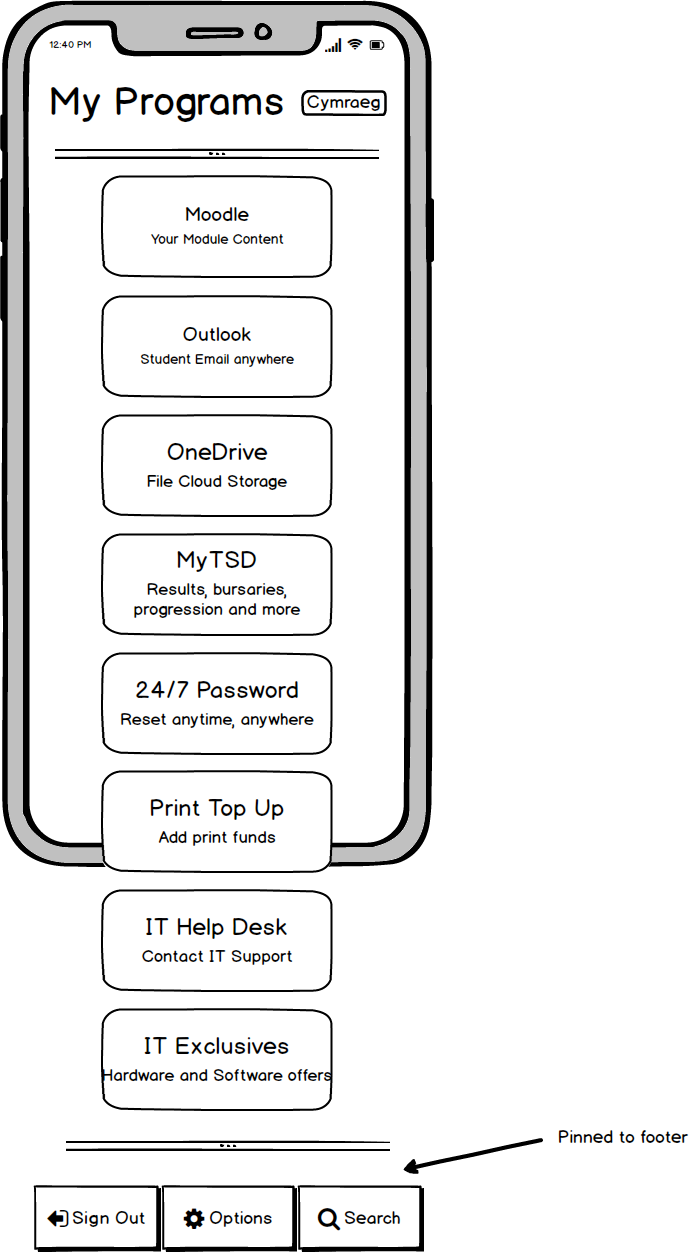 12:40 PM
My Programs
Cymraeg
Moodle
Your Module Content
Outlook
Student Email anywhere
OneDrive
File Cloud Storage
MyTSD
Results, bursaries,
progression and more
24/7 Password
Reset anytime, anywhere
Print Top Up
Add print funds
IT Help Desk
Contact IT Support
IT Exclusives
Hardware and Software offers
Pinned to footer
Sign Out Options Search